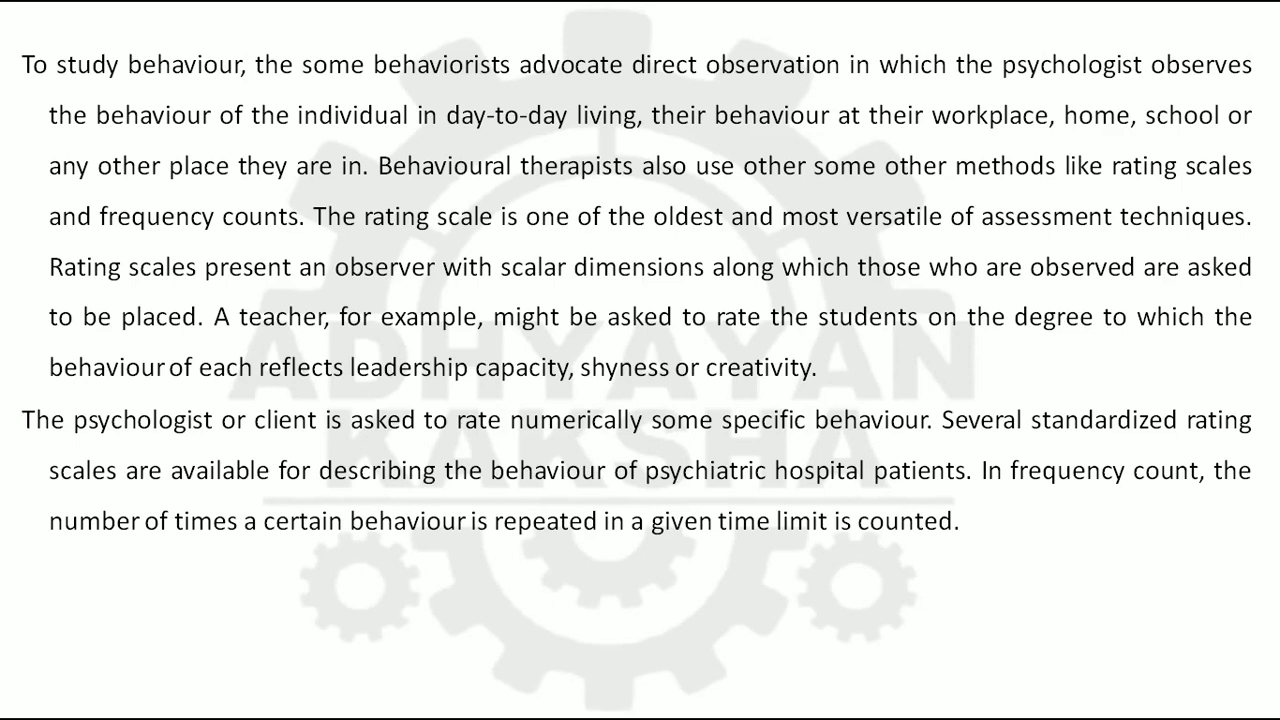 To study behaviour, the some behaviorists advocate direct observation in which the psychologist observes
the behaviour of the individual in day-to-day living, their behaviour at their workplace, home, school or
any other place they are in. Behavioural therapists also use other some other methods like rating scales
and frequency counts. The rating scale is one of the oldest and most versatile of assessment techniques.
Rating scales present an observer with scalar dimensions along which those who are observed are asked
to be placed. A teacher, for example, might be asked to rate the students on the degree to which the
behaviour of each reflects leadership capacity, shyness or creativity.
The psychologist or client is asked to rate numerically some specific behaviour. Several standardized rating
scales are available for describing the behaviour of psychiatric hospital patients. In frequency count, the
number of times a certain behaviour is repeated in a given time limit is counted.
ADHYAYAN
KAKSHA